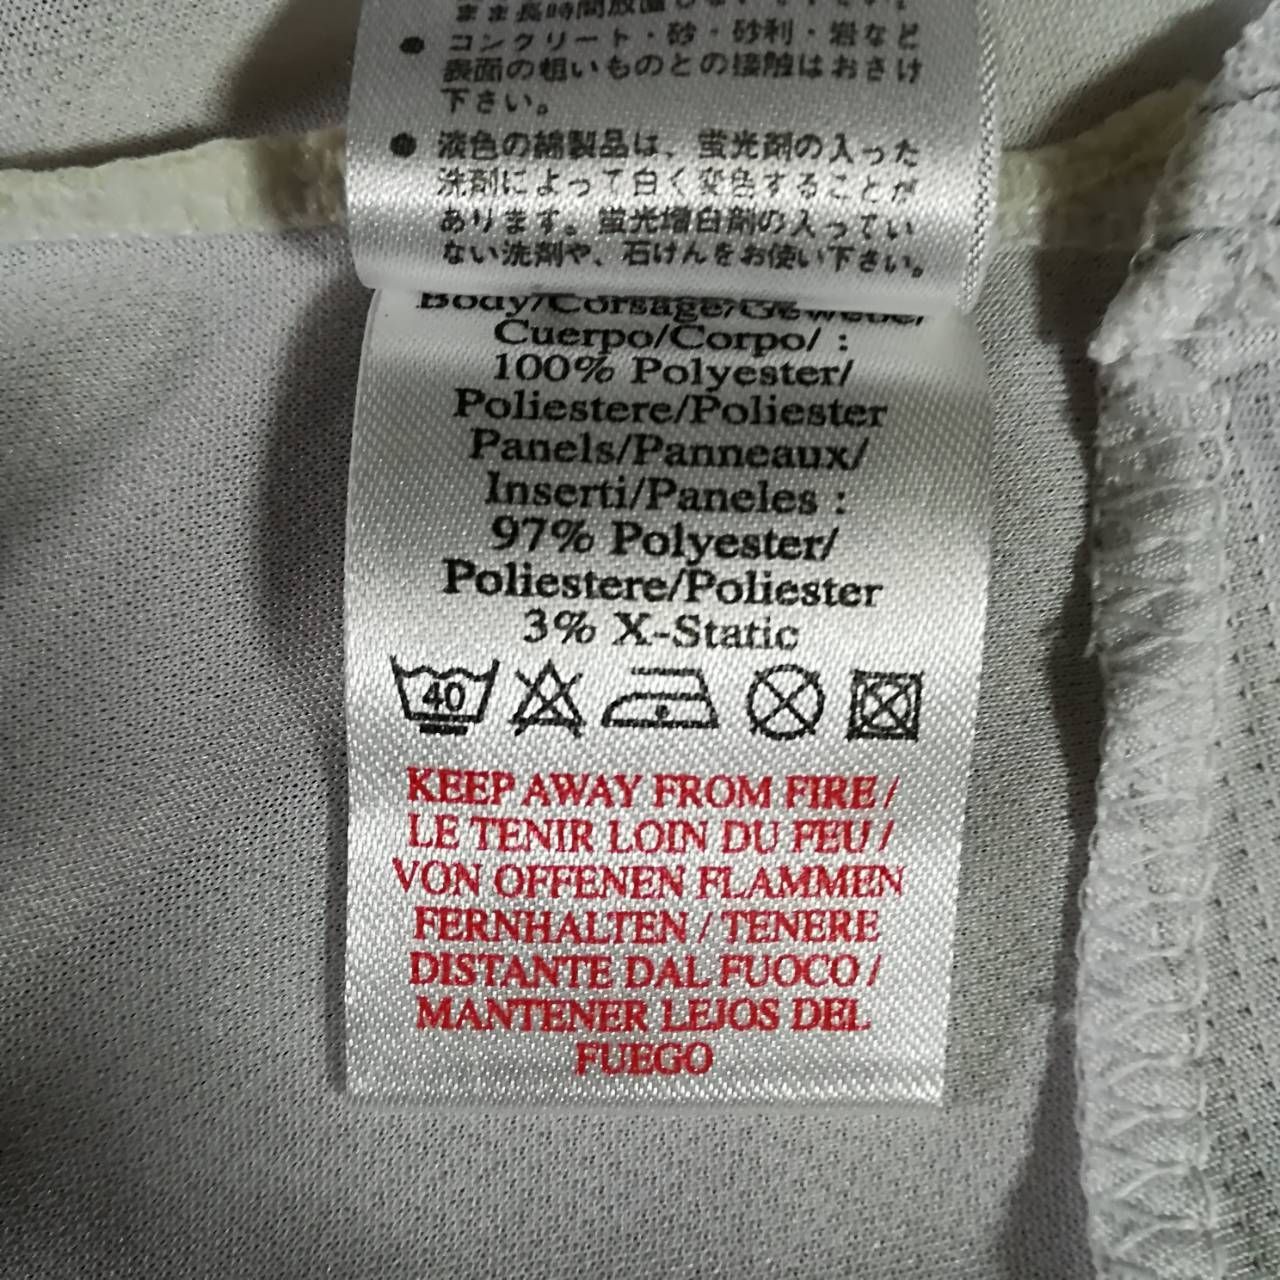 まま長時間放置しないで下さい。
● コンクリート・砂・砂利・岩など
表面の粗いものとの接触はおさけ
下さい。
● 淡色の綿製品は、蛍光剤の入った
洗剤によって白く変色することが
あります。蛍光増白剤の入ってい
ない洗剤や、石けんをお使い下さい。
Body/Corsage/Gewebe/
Cuerpo/Corpo/ :
100% Polyester/
Poliestere/Poliester
Panels/Panneaux/
Inserti/Paneles :
97% Polyester/
Poliestere/Poliester
3% X-Static
40
KEEP AWAY FROM FIRE /
LE TENIR LOIN DU FEU /
VON OFFENEN FLAMMEN
FERNHALTEN / TENERE
DISTANTE DAL FUOCO /
MANTENER LEJOS DEL
FUEGO